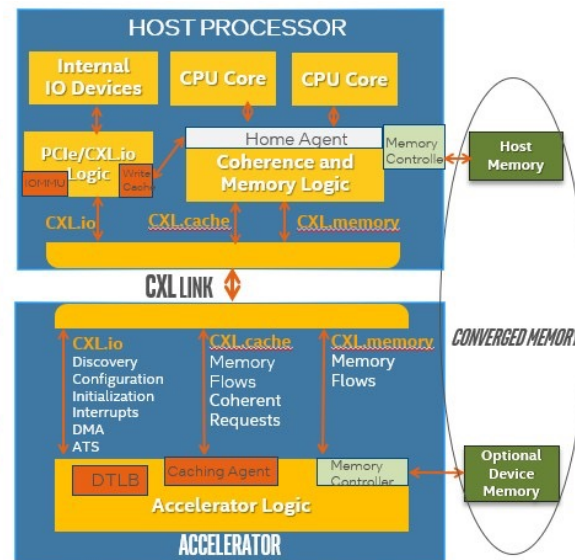 HOST PROCESSOR
Internal
IO Devices
CPU Core
CPU Core
PCIe/CXL.io
Logic
IOMMU
Write
Cache
Home Agent
Coherence and
Memory Logic
Memory
Controlle
Host
Memory
CXL.io
CXL.cache
CXL.memory
CXL LINK
CONVERGED MEMORY
CXL.io
Discovery
Configuration
Initialization
Interrupts
DMA
ATS
CXL.cache
Memory
Flows
Coherent
Requests
CXL.memory
Memory
Flows
DTLB
Caching Agent
Memory
Controller
Accelerator Logic
Optional
Device
Memory
ACCELERATOR